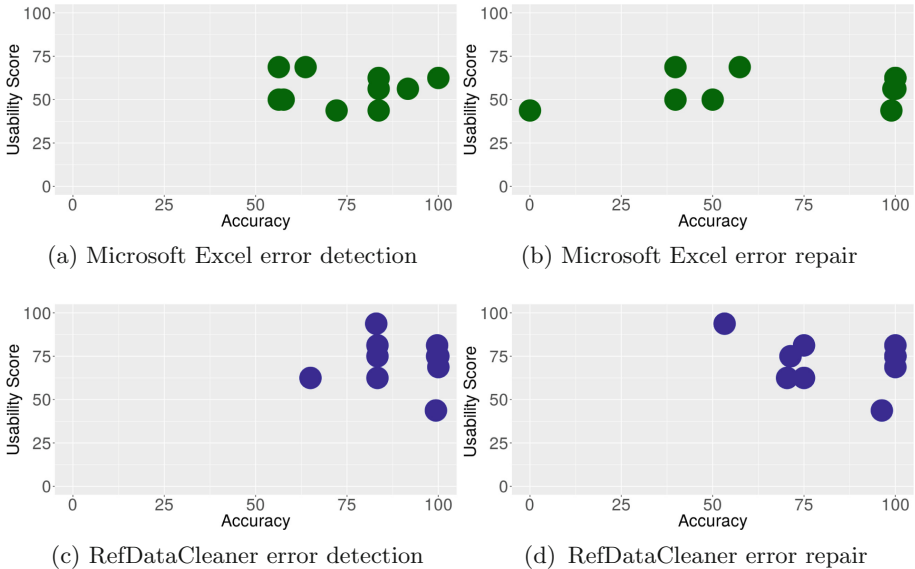 100
75
50
25
0
Usability Score
0 25 50 75 100
Accuracy
(a) Microsoft Excel error detection
100
75
50
25
0
Usability Score
0 25 50 75 100
Accuracy
(b) Microsoft Excel error repair
100
75
50
25
0
Usability Score
0 25 50 75 100
Accuracy
(c) RefDataCleaner error detection
100
75
50
25
0
Usability Score
0 25 50 75 100
Accuracy
(d) RefDataCleaner error repair